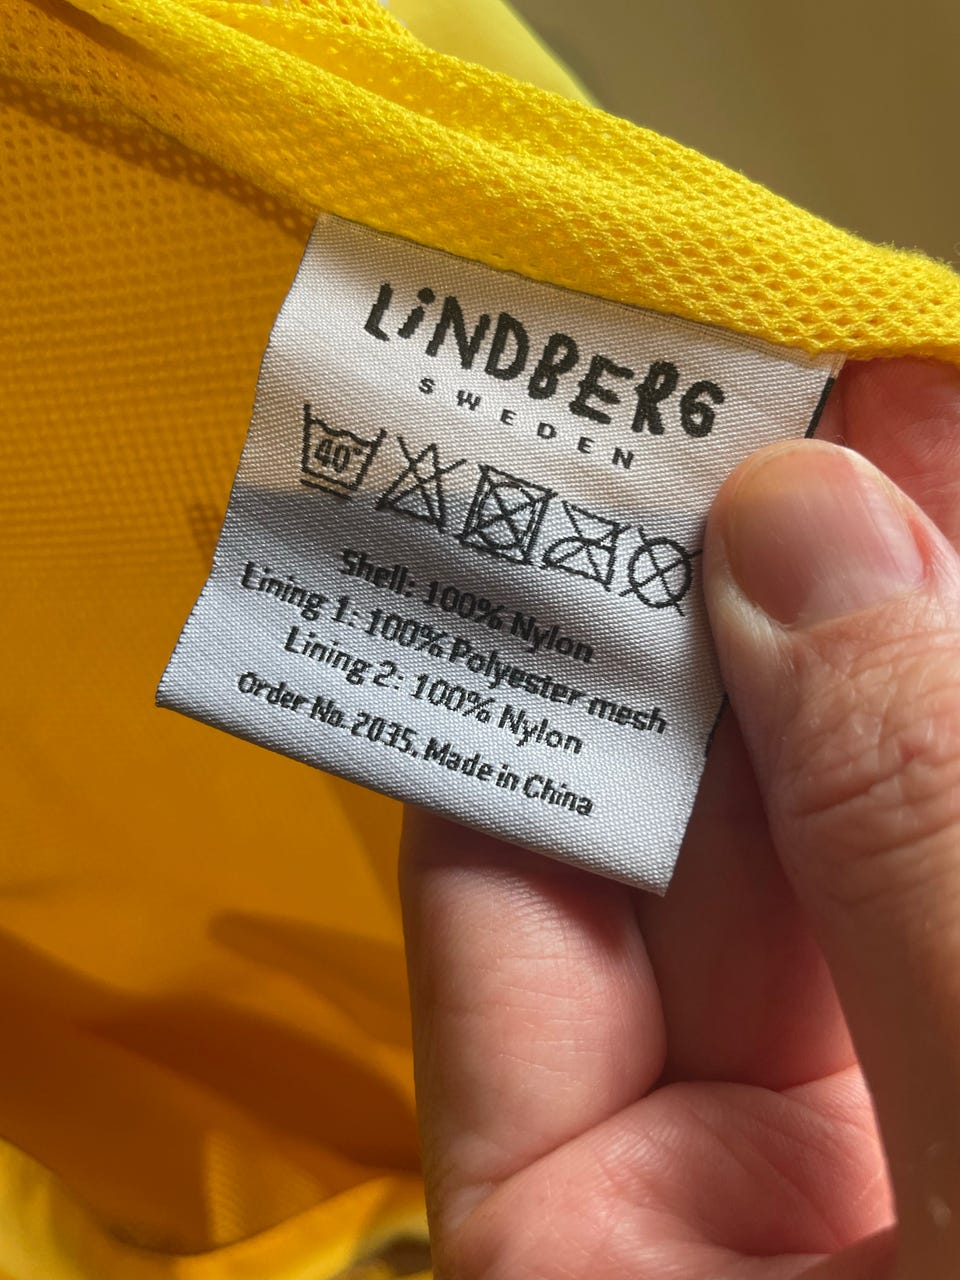 LiNDBERG
SWEDEN
40°
Shell: 100% Nylon
Lining 1: 100% Polyester mesh
Lining 2: 100% Nylon
Order No. 2035. Made in China